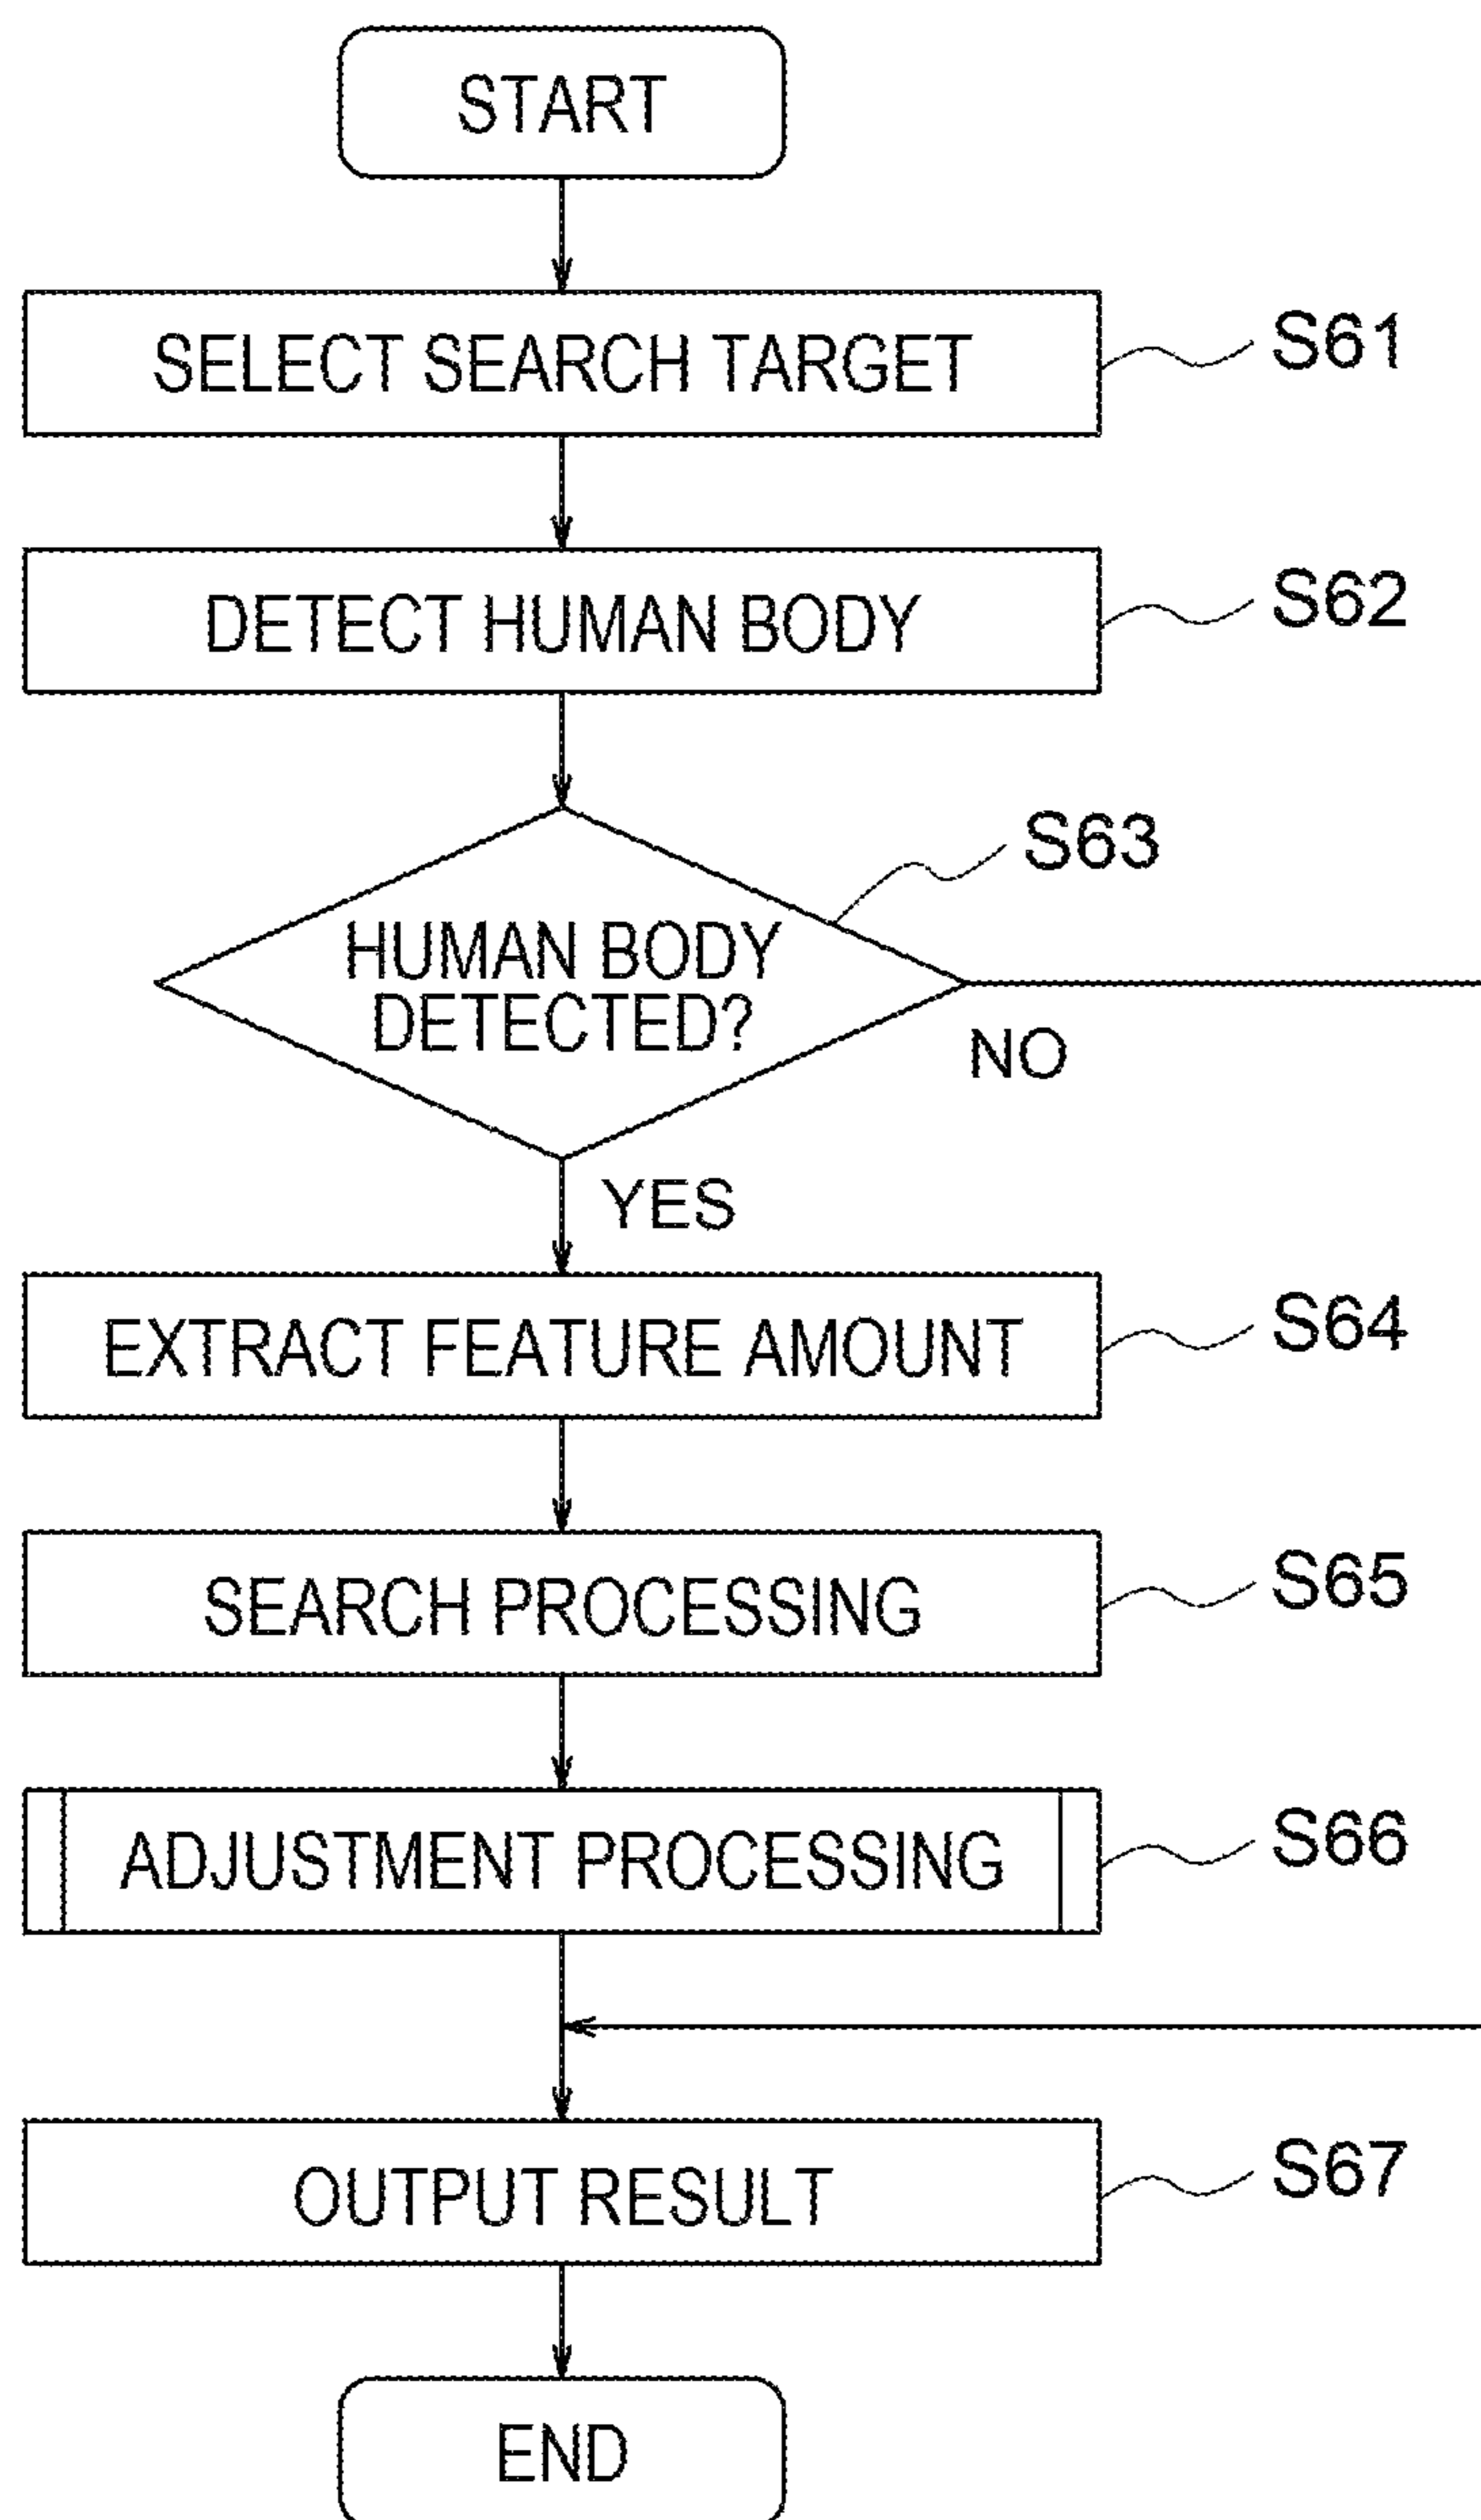 START
SELECT SEARCH TARGET
S61
DETECT HUMAN BODY
S62
S63
HUMAN BODY
DETECTED?
NO
YES
EXTRACT FEATURE AMOUNT
S64
SEARCH PROCESSING
S65
ADJUSTMENT PROCESSING
S66
OUTPUT RESULT
S67
END